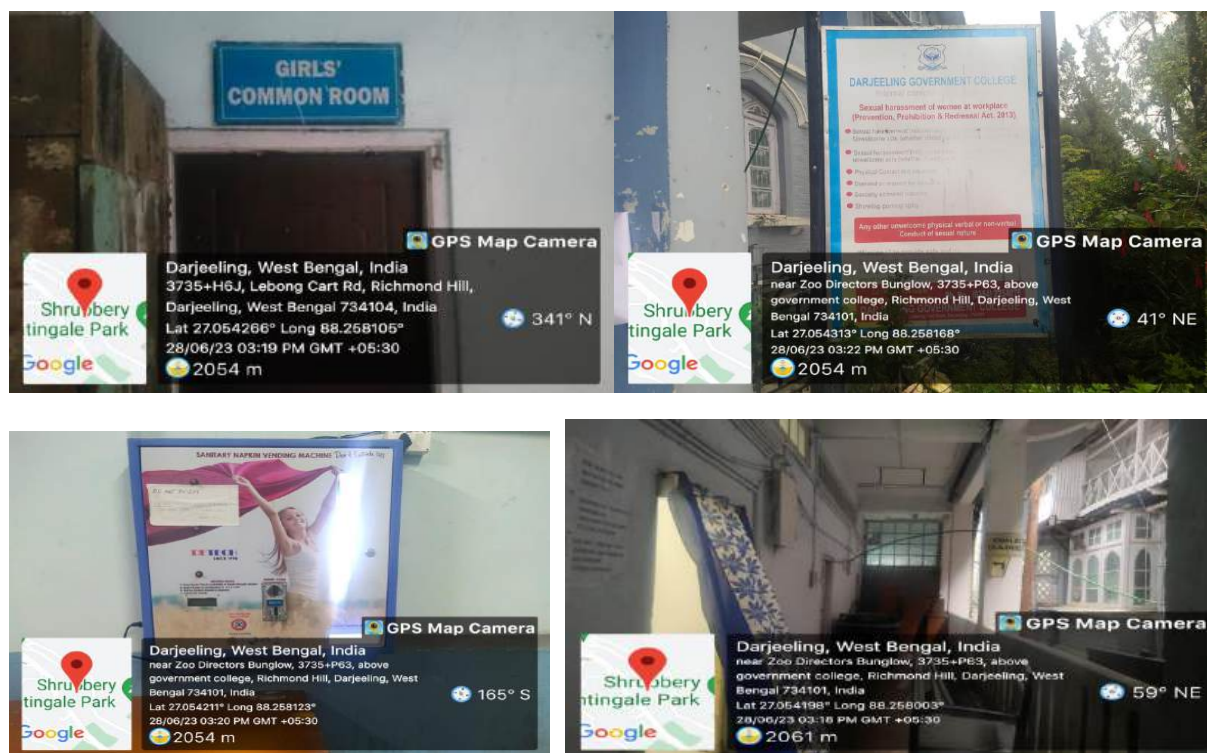 GIRLS'
COMMON ROOM
GPS Map Camera
Darjeeling, West Bengal, India
3735+H6J, Lebong Cart Rd, Richmond Hill,
Darjeeling, West Bengal 734104, India
Lat 27.054266° Long 88.258105°
28/06/23 03:19 PM GMT +05:30
2054 m
341° N
Shrubbery
tingale Park
Google
DARJEELING GOVERNMENT COLLEGE
Sexual harassment of women at workplace
(Prevention, Prohibition & Redressal Act. 2013)
Physical Contact
Showing pornography
Any other unwelcome physical verbal or non-verbal
Conduct of sexual nature
GPS Map Camera
Darjeeling, West Bengal, India
near Zoo Directors Bunglow, 3735+P63, above
government college, Richmond Hill, Darjeeling, West
Bengal 734101, India
Lat 27.054313° Long 88.258168°
28/06/23 03:22 PM GMT +05:30
2054 m
41° NE
Shrubbery
tingale Park
Google
SANITARY NAPKIN VENDING MACHINE
GPS Map Camera
Darjeeling, West Bengal, India
near Zoo Directors Bunglow, 3735+P63, above
government college, Richmond Hill, Darjeeling, West
Bengal 734101, India
Lat 27.054211° Long 88.258123°
28/06/23 03:20 PM GMT +05:30
2054 m
165° S
Shrubbery
tingale Park
Google
GPS Map Camera
Darjeeling, West Bengal, India
near Zoo Directors Bunglow, 3735+P63, above
government college, Richmond Hill, Darjeeling, West
Bengal 734101, India
Lat 27.054198° Long 88.258003°
28/06/23 03:18 PM GMT +05:30
2061 m
59° NE
Shrubbery
htingale Park
Google